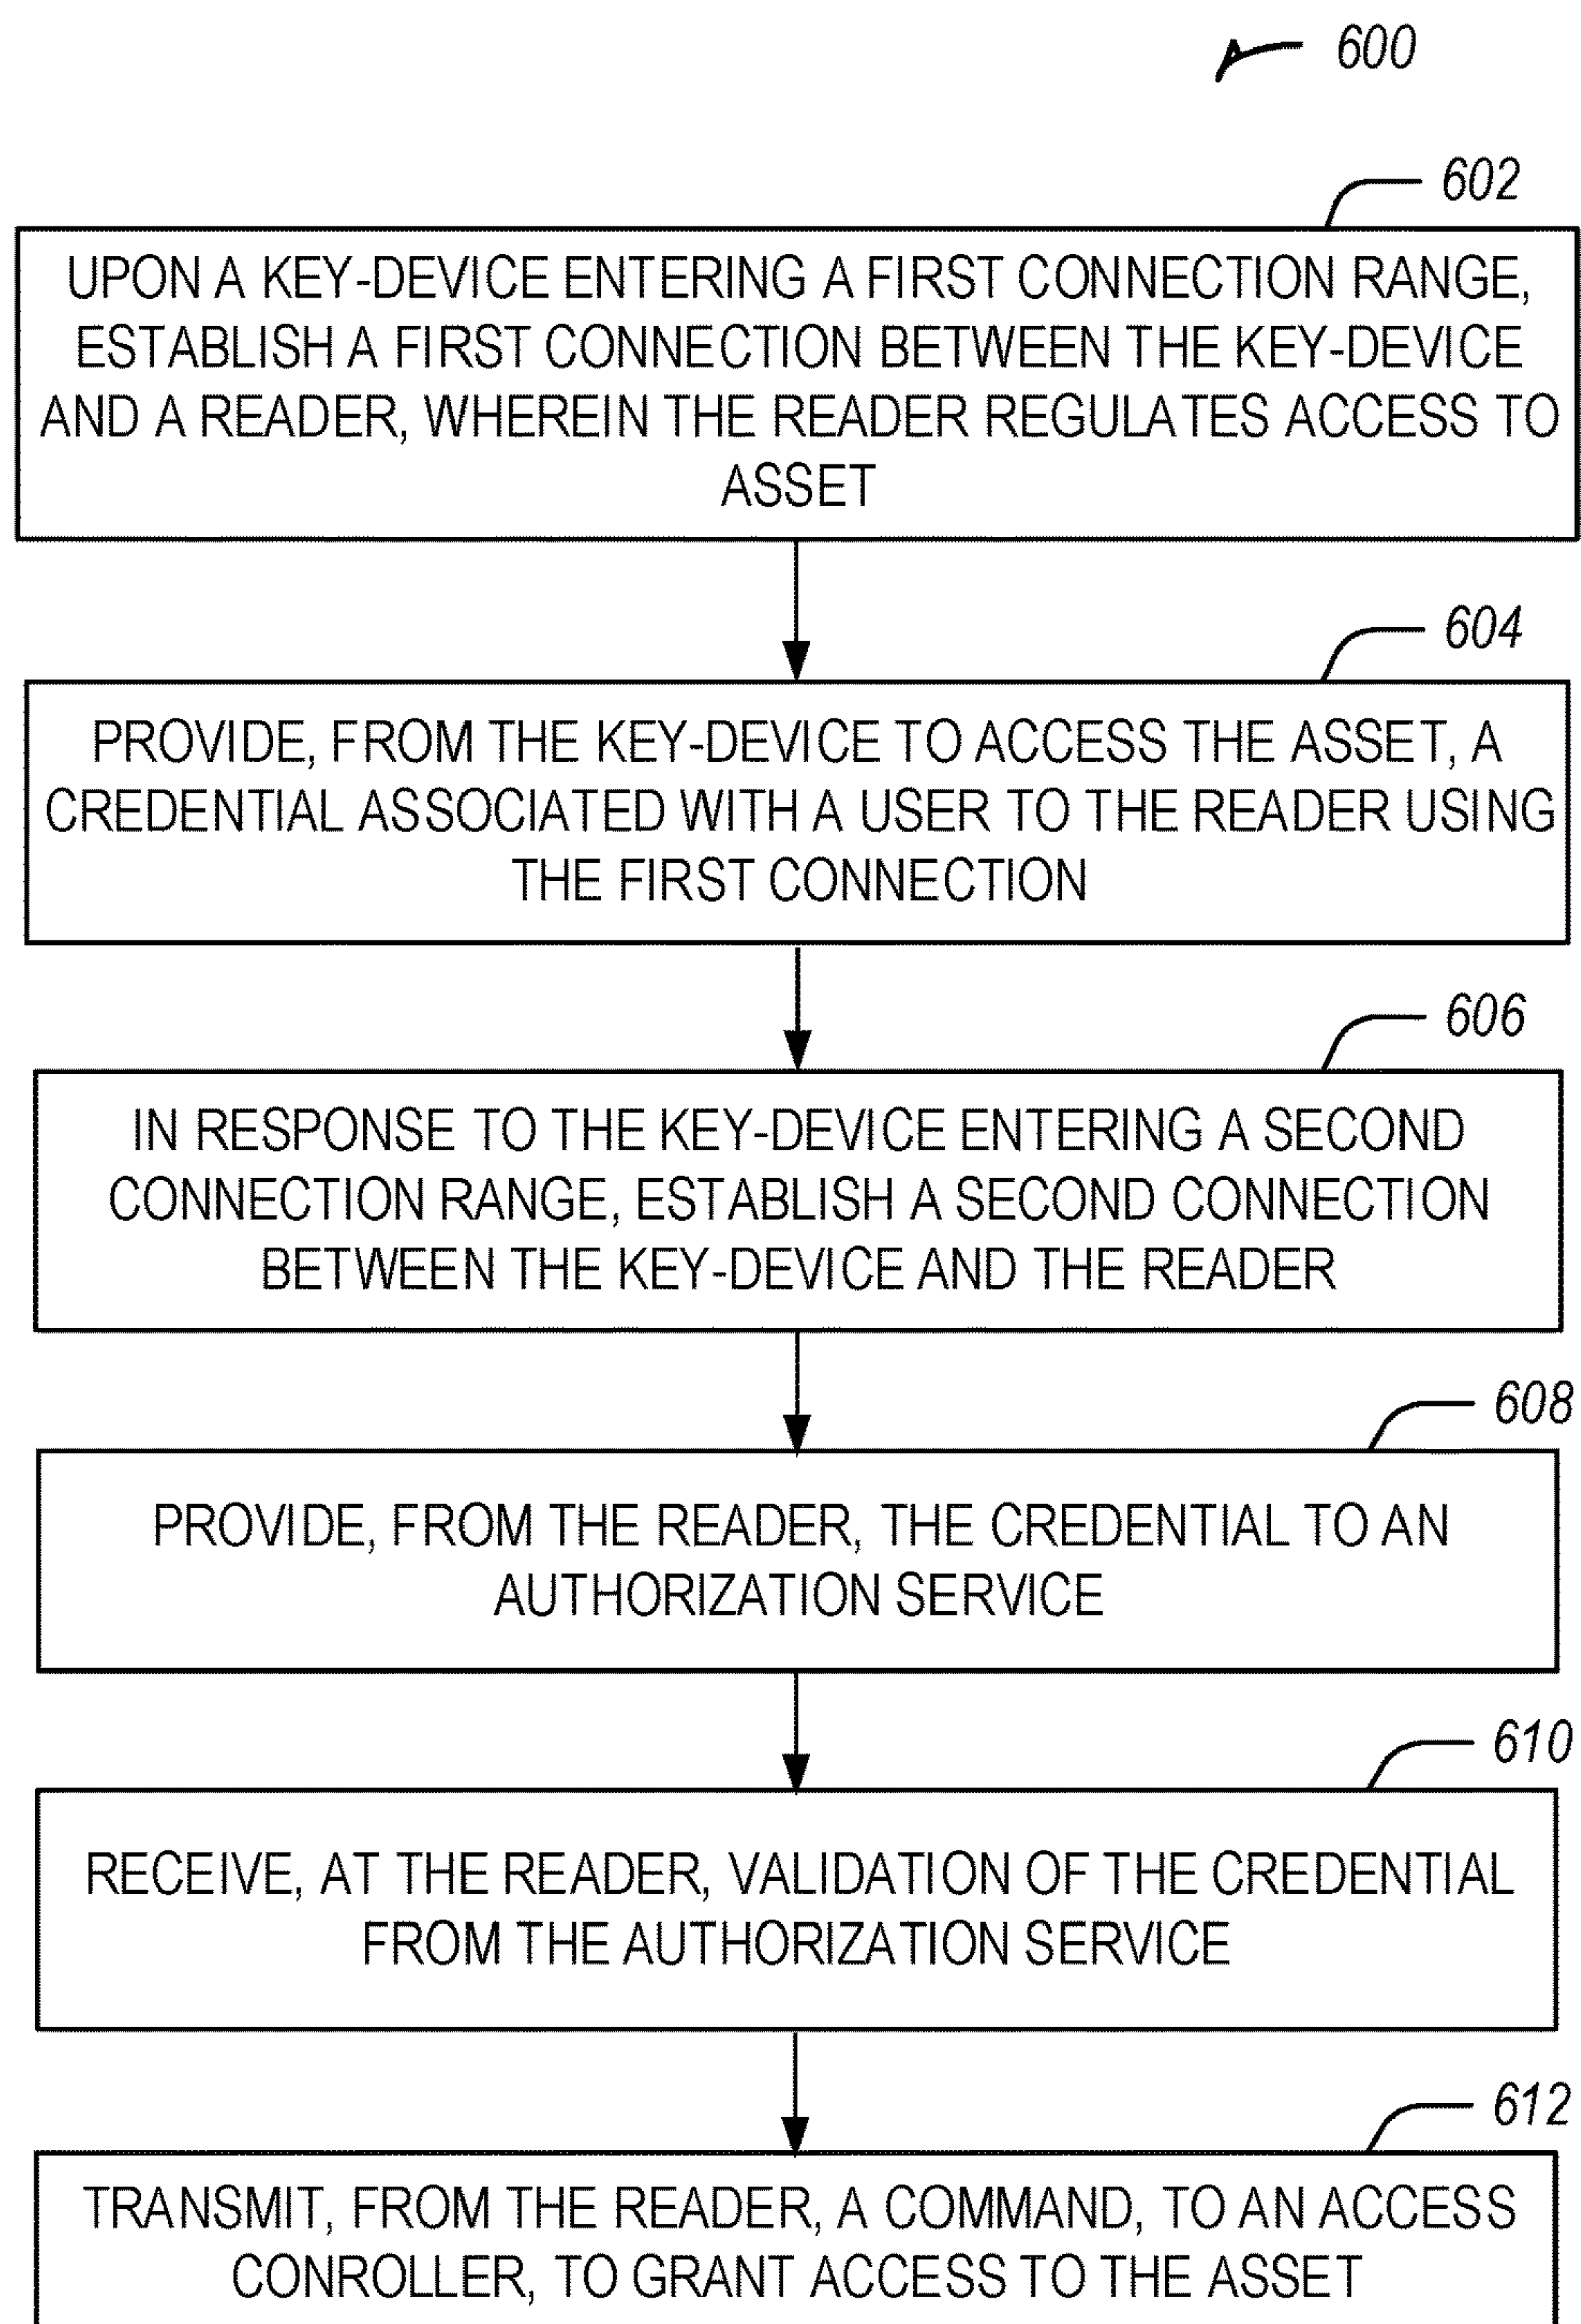 600
602
UPON A KEY-DEVICE ENTERING A FIRST CONNECTION RANGE,
ESTABLISH A FIRST CONNECTION BETWEEN THE KEY-DEVICE
AND A READER, WHEREIN THE READER REGULATES ACCESS TO
ASSET
604
PROVIDE, FROM THE KEY-DEVICE TO ACCESS THE ASSET, A
CREDENTIAL ASSOCIATED WITH A USER TO THE READER USING
THE FIRST CONNECTION
606
IN RESPONSE TO THE KEY-DEVICE ENTERING A SECOND
CONNECTION RANGE, ESTABLISH A SECOND CONNECTION
BETWEEN THE KEY-DEVICE AND THE READER
608
PROVIDE, FROM THE READER, THE CREDENTIAL TO AN
AUTHORIZATION SERVICE
610
RECEIVE, AT THE READER, VALIDATION OF THE CREDENTIAL
FROM THE AUTHORIZATION SERVICE
612
TRANSMIT, FROM THE READER, A COMMAND, TO AN ACCESS
CONROLLER, TO GRANT ACCESS TO THE ASSET